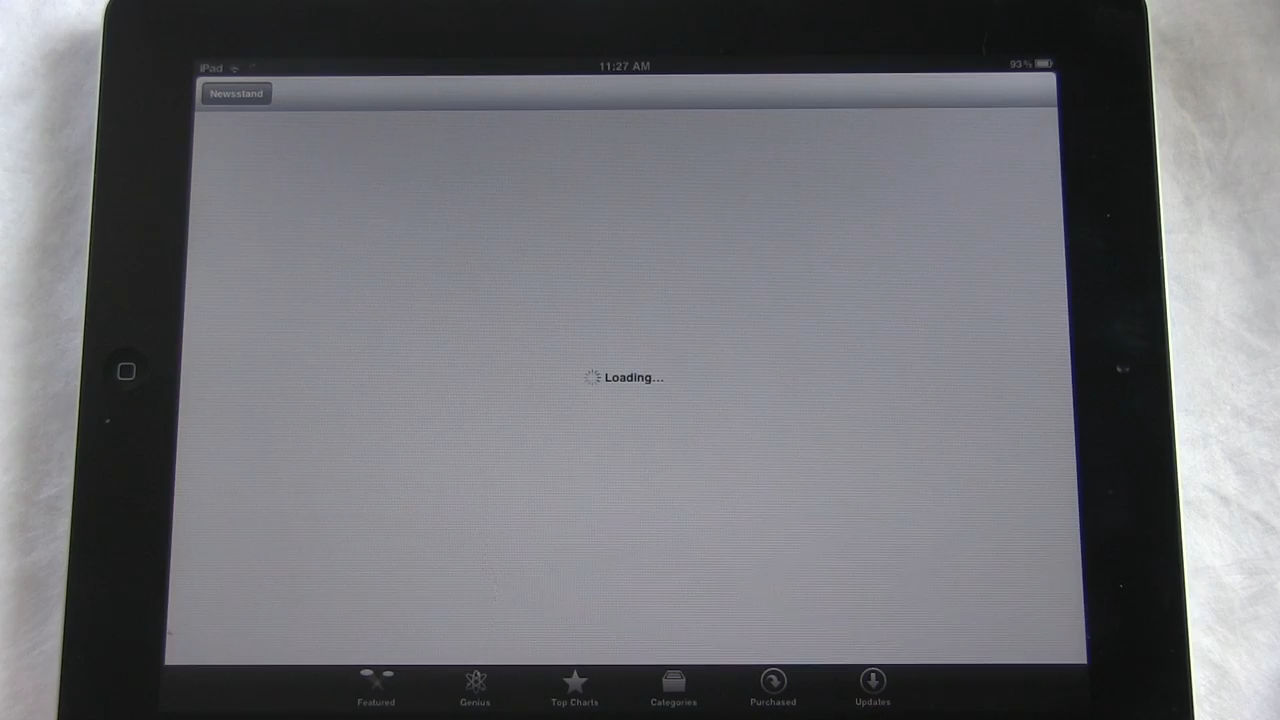 iPad
11:27 AM
93%
Newsstand
Loading...
Featured
Genius
Top Charts
Categories
Purchased
Updates